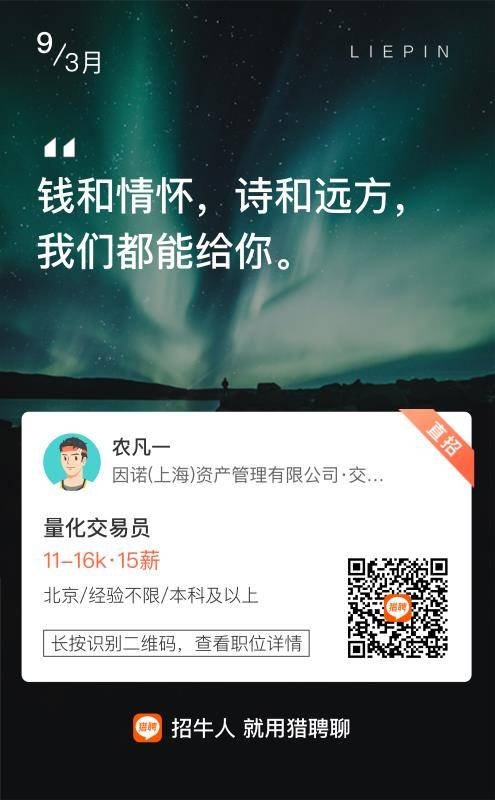 9/3月
LIEPIN
“
钱和情怀，诗和远方，
我们都能给你。
直招
农凡一
因诺(上海)资产管理有限公司·交...
量化交易员
11-16k·15薪
北京/经验不限/本科及以上
猎聘
长按识别二维码，查看职位详情
猎聘 招牛人 就用猎聘聊